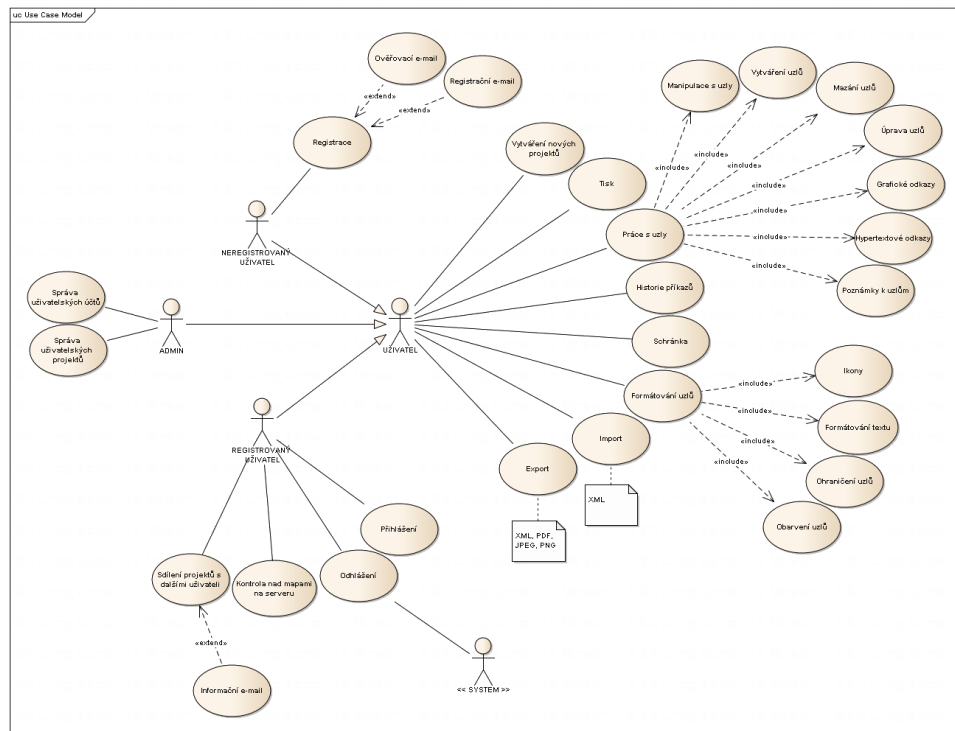 uc Use Case Model
Ověřovací e-mail
Registrační e-mail
«extend»
«extend»
Registrace
NEREGISTROVANÝ
UŽIVATEL
Správa
uživatelských účtů
Správa
uživatelských
projektů
ADMIN
UŽIVATEL
REGISTROVANÝ
UŽIVATEL
Vytváření nových
projektů
Tisk
Práce s uzly
Historie příkazů
Schránka
Formátování uzlů
Import
XML
Export
XML, PDF,
JPEG, PNG
Manipulace s uzly
Vytváření uzlů
Mazání uzlů
Úprava uzlů
Grafické odkazy
Hypertextové odkazy
Poznámky k uzlům
«include»
«include»
«include»
«include»
«include»
«include»
«include»
Ikony
Formátování textu
Ohraničení uzlů
Obarvení uzlů
«include»
«include»
«include»
«include»
Přihlášení
Odhlášení
Kontrola nad mapami
na serveru
Sdílení projektů s
dalšími uživateli
«extend»
Informační e-mail
<< SYSTEM >>